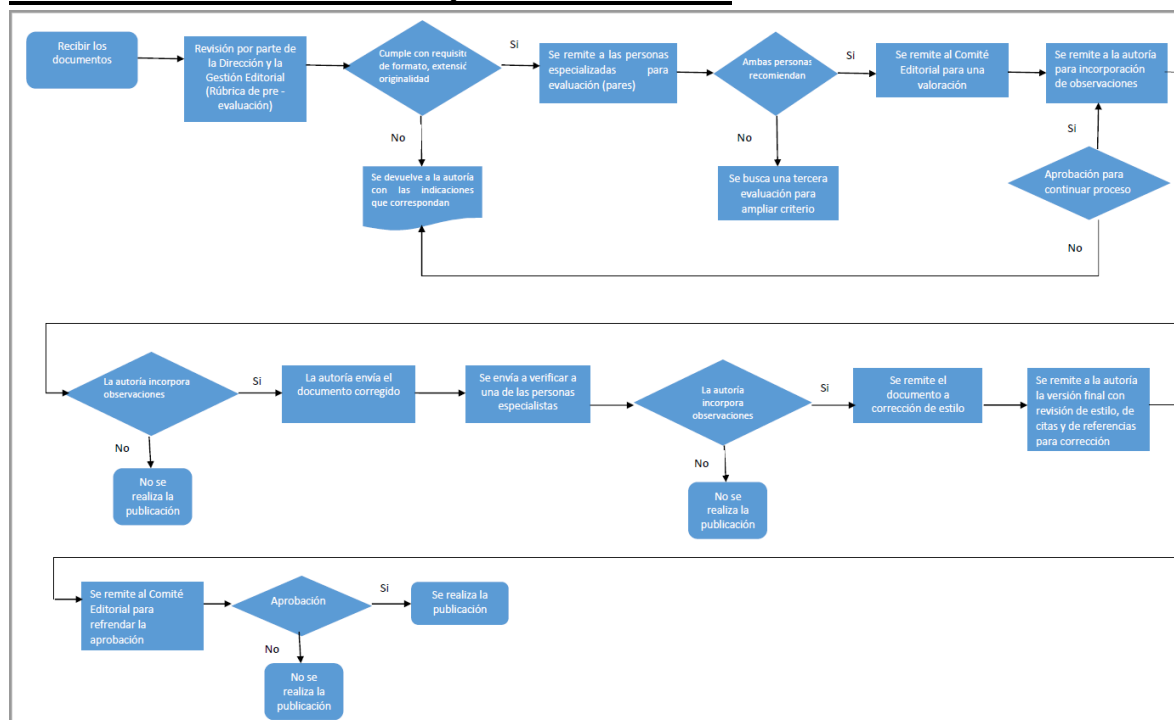 Recibir los
documentos
Revisión por parte de
la Dirección y la
Gestión Editorial
(Rúbrica de pre -
evaluación)
Cumple con requisito
de formato, extensió
originalidad
Si
No
Se devuelve a la autoría
con las indicaciones
que correspondan
Se remite a las personas
especializadas para
evaluación (pares)
Ambas personas
recomiendan
Si
No
Se busca una tercera
evaluación para
ampliar criterio
Se remite al Comité
Editorial para una
valoración
Se remite a la autoría
para incorporación
de observaciones
Si
Aprobación para
continuar proceso
No
La autoría incorpora
observaciones
Si
No
No se
realiza la
publicación
La autoría envía el
documento corregido
Se envía a verificar a
una de las personas
especialistas
La autoría
incorpora
observaciones
Si
No
No se
realiza la
publicación
Se remite el
documento a
corrección de estilo
Se remite a la autoría
la versión final con
revisión de estilo, de
citas y de referencias
para corrección
Se remite al Comité
Editorial para
refrendar la
aprobación
Aprobación
Si
No
Se realiza la
publicación
No se
realiza la
publicación